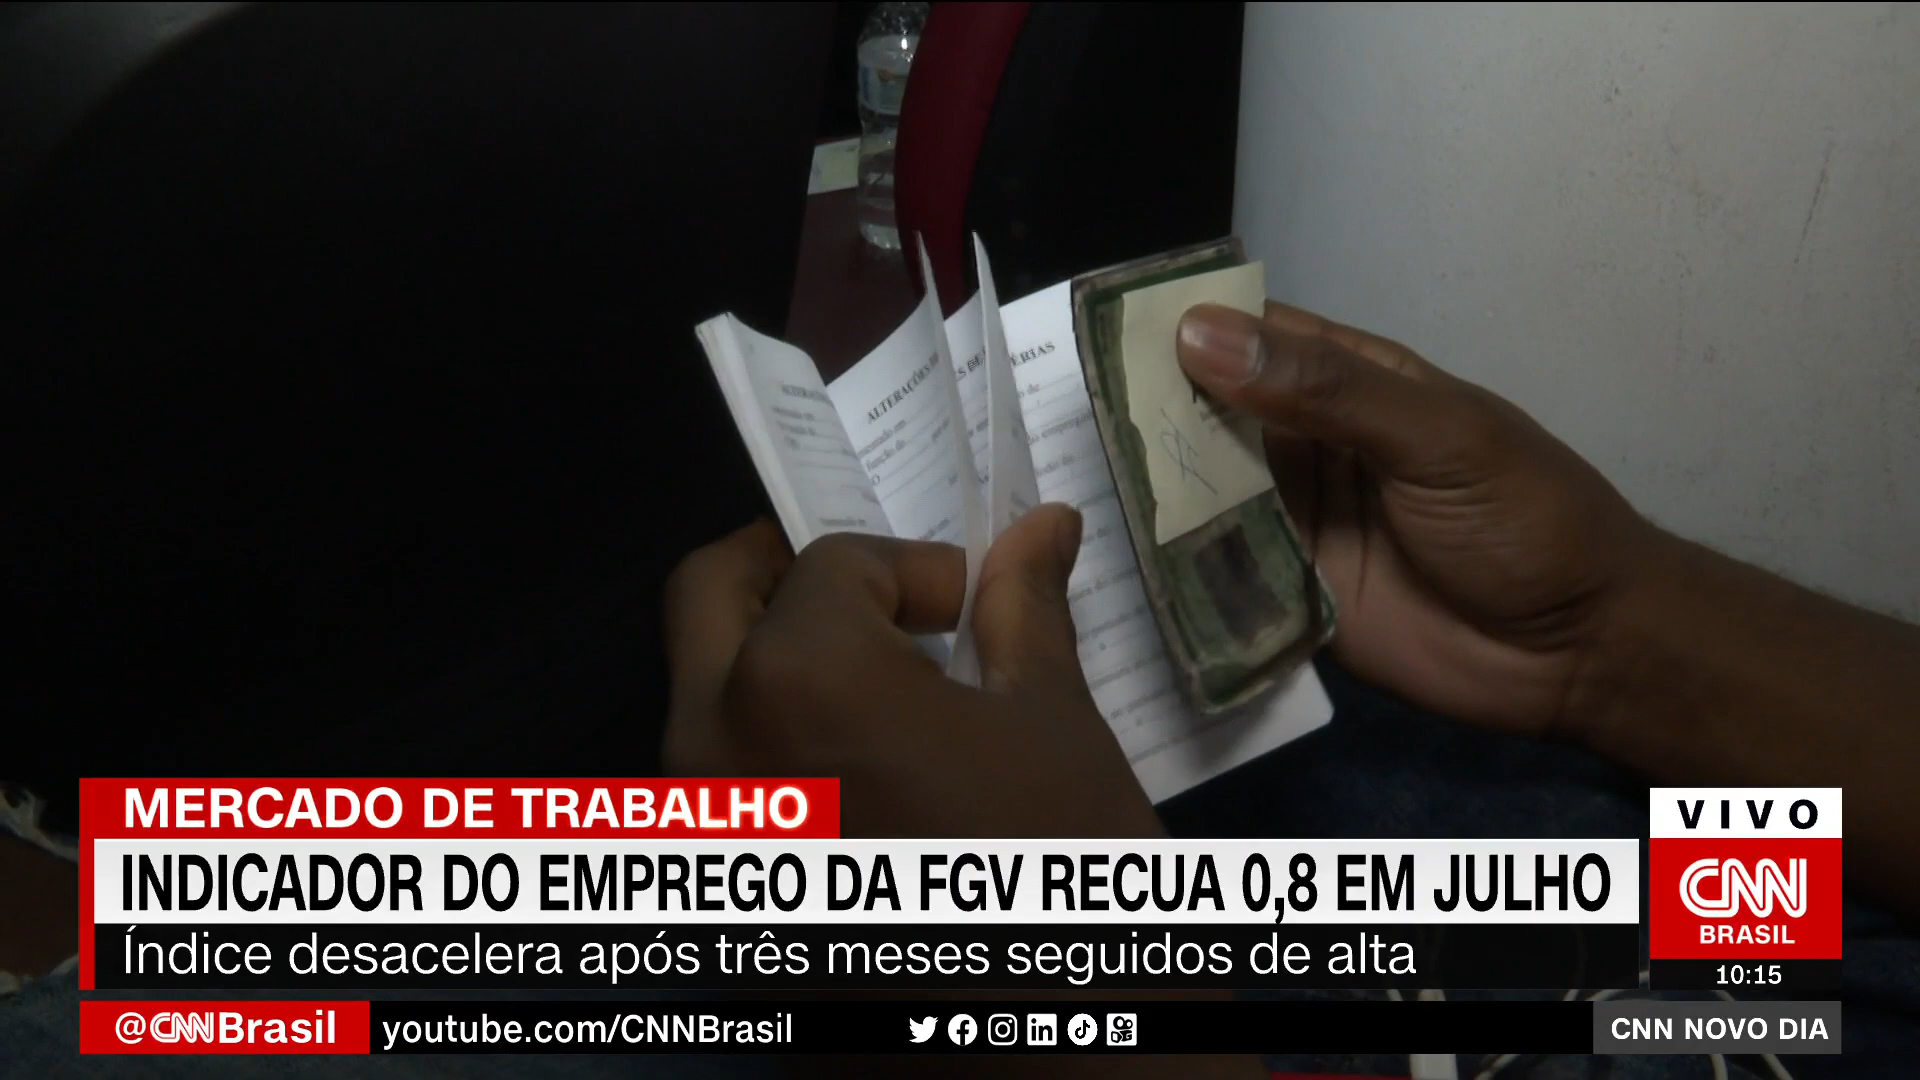 ALTERAÇÕES
MERCADO DE TRABALHO
INDICADOR DO EMPREGO DA FGV RECUA 0,8 EM JULHO
Índice desacelera após três meses seguidos de alta
VIVO
CNN
BRASIL
10:15
@CNNBrasil
youtube.com/CNNBrasil
CNN NOVO DIA